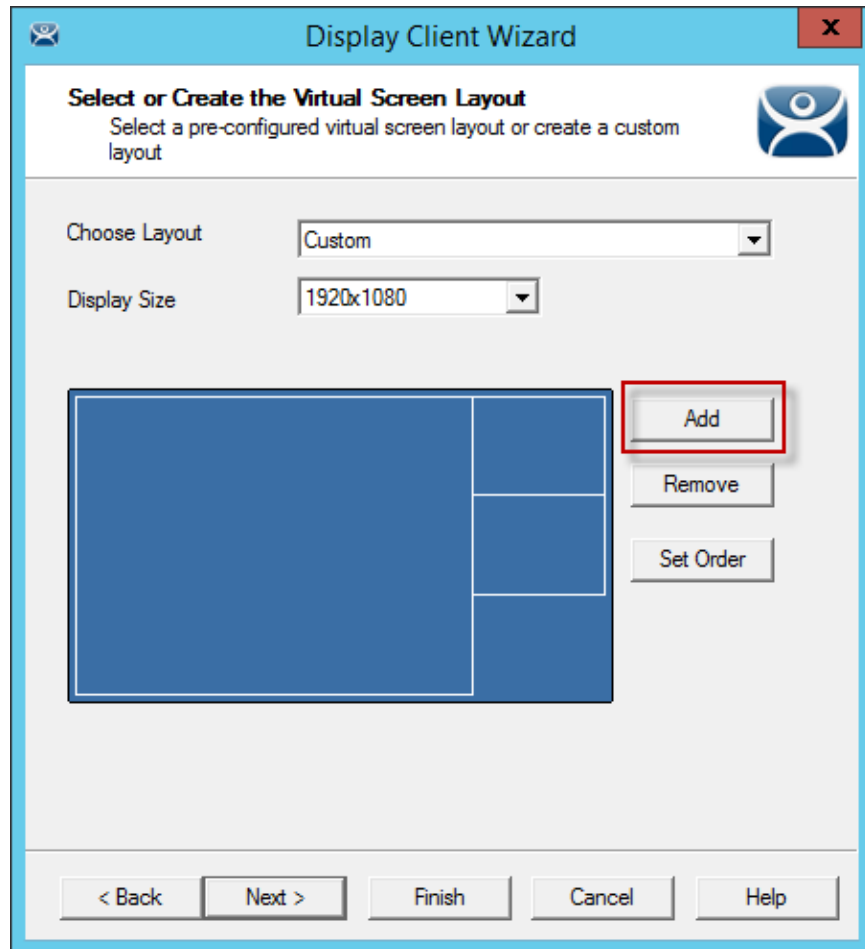 Display Client Wizard
x
Select or Create the Virtual Screen Layout
Select a pre-configured virtual screen layout or create a custom
layout
Choose Layout
Custom
Display Size
1920x1080
Add
Remove
Set Order
< Back
Next >
Finish
Cancel
Help